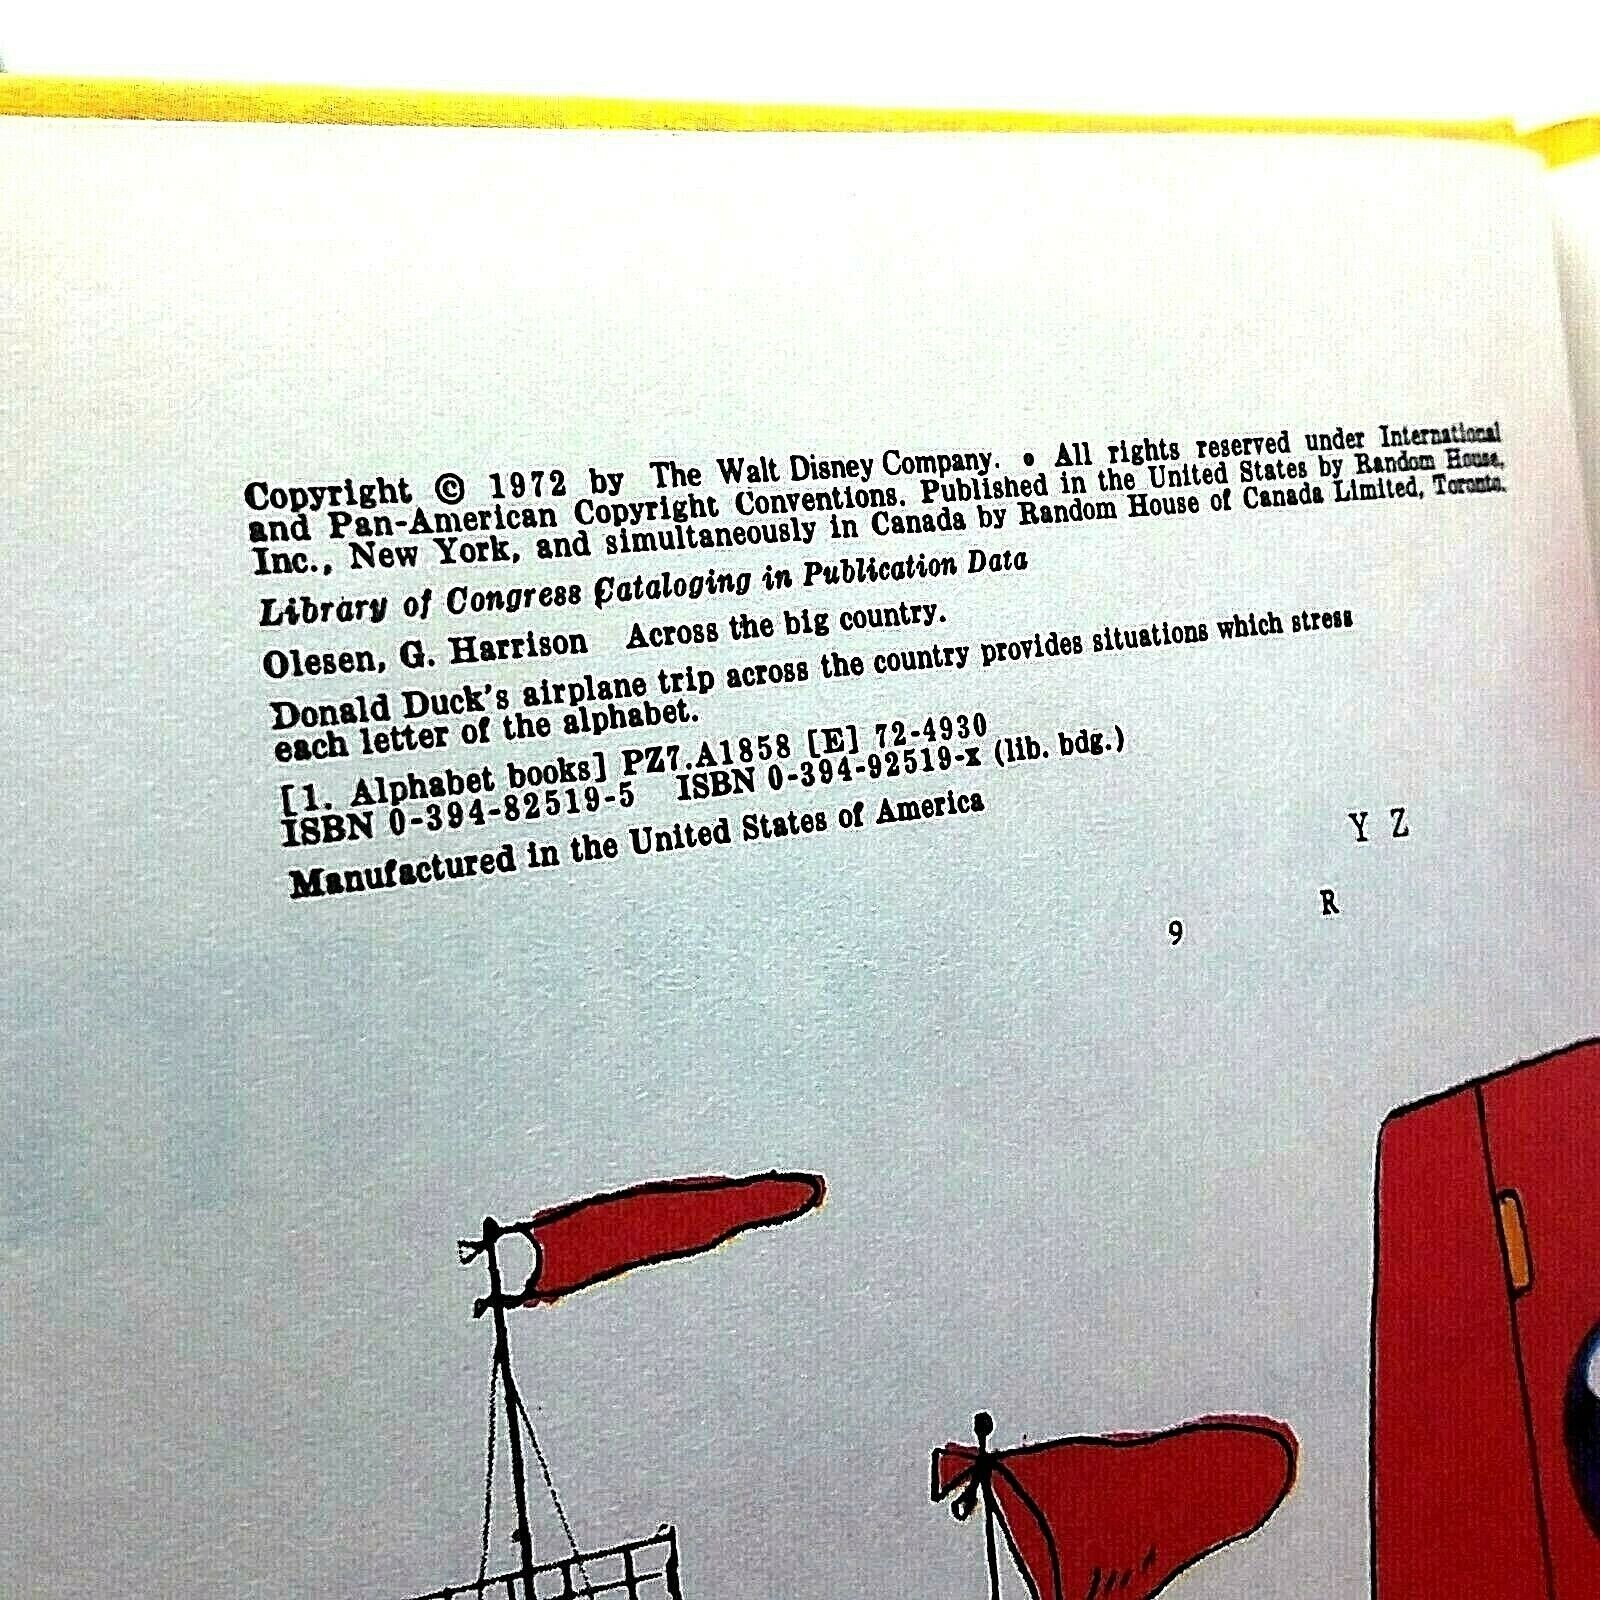 Copyright © 1972 by The Walt Disney Company. • All rights reserved under International
and Pan-American Copyright Conventions. Published in the United States by Random House,
Inc., New York, and simultaneously in Canada by Random House of Canada Limited, Toronto.
Library of Congress Cataloging in Publication Data
Olesen, G. Harrison Across the big country.
Donald Duck's airplane trip across the country provides situations which stress
each letter of the alphabet.
[1. Alphabet books] PZ7.A1858 [E] 72-4930
ISBN 0-394-82519-5 ISBN 0-394-92519-x (lib. bdg.)
Manufactured in the United States of America
Y Z
9 R